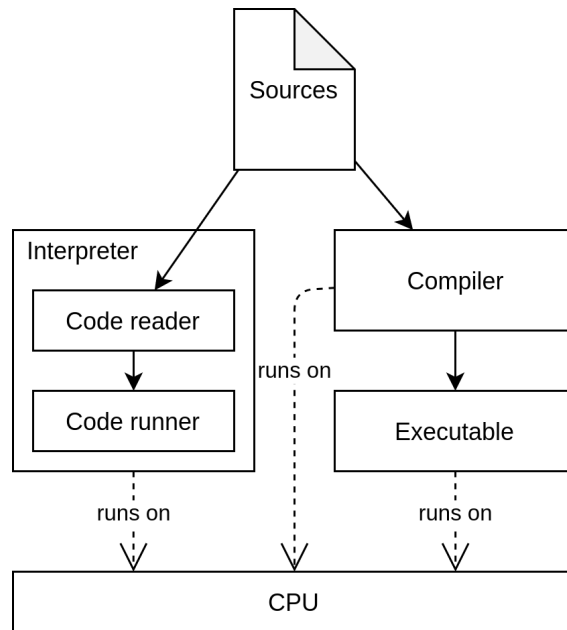 Sources
Interpreter
Compiler
Code reader
runs on
Code runner
Executable
runs on
runs on
CPU